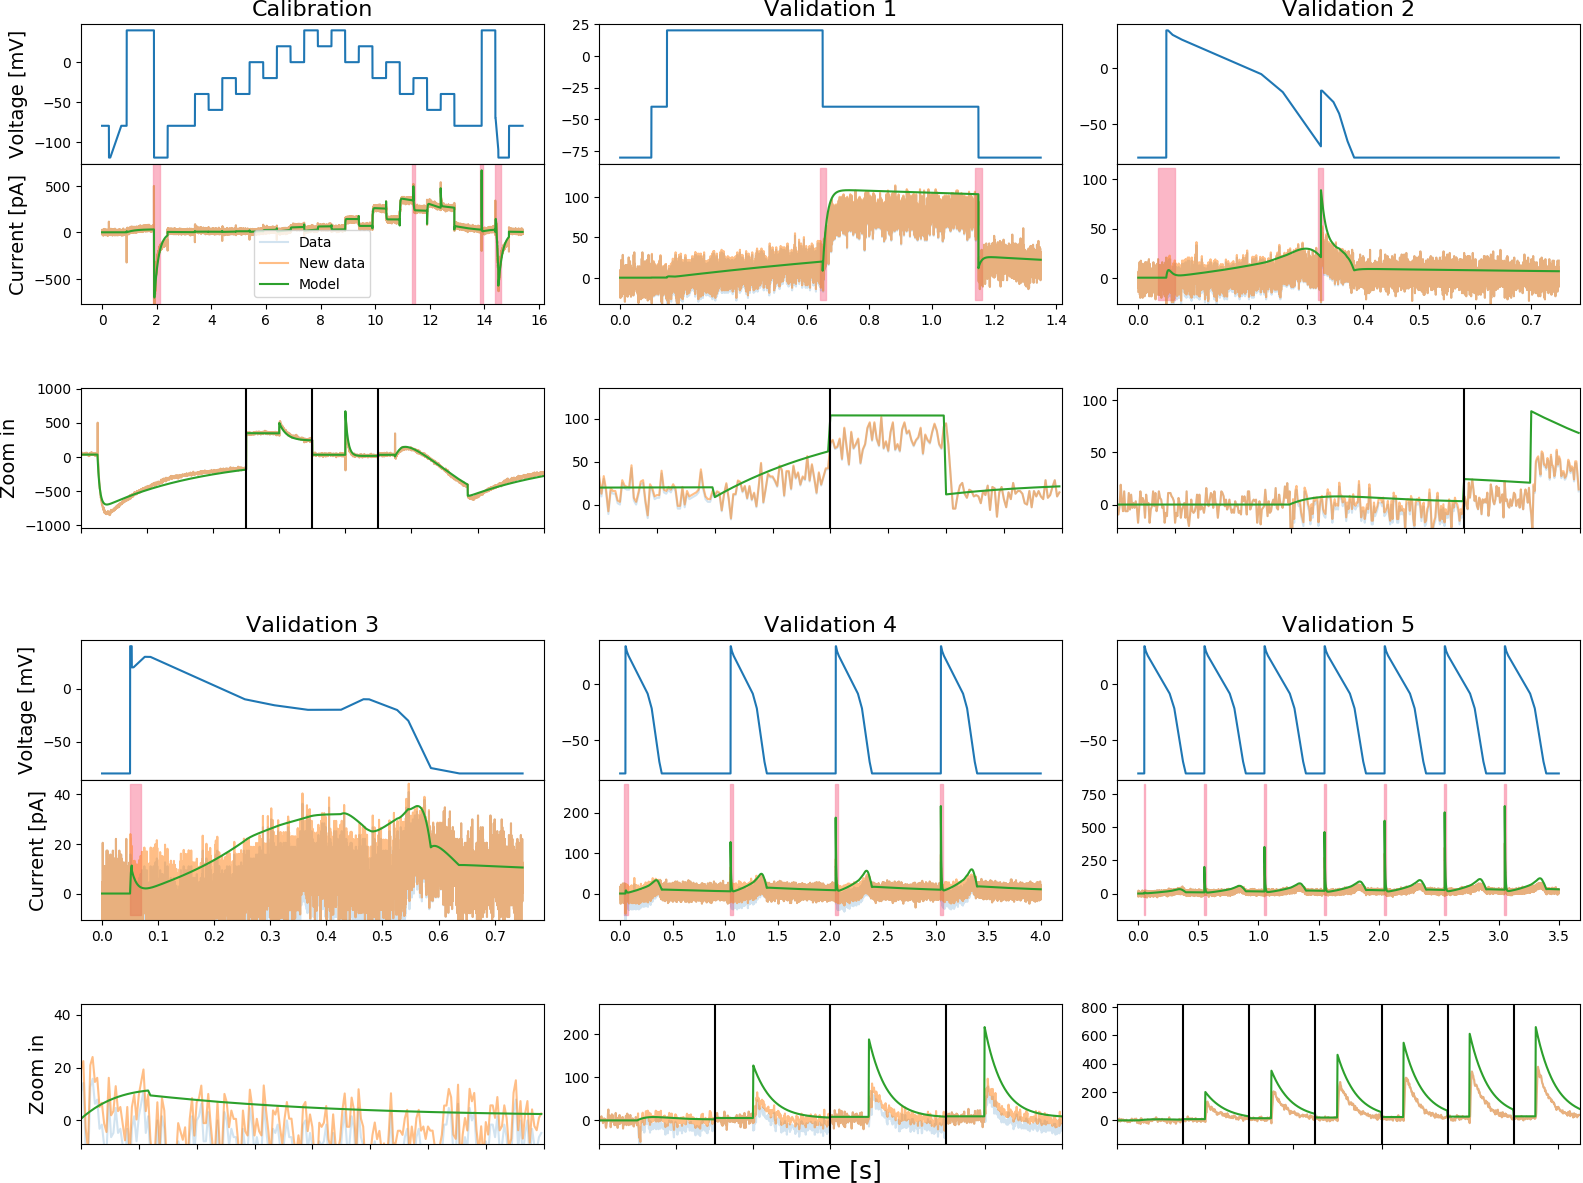 Calibration
Validation 1
Validation 2
Voltage [mV]
0
−50
−100
25
0
−25
−50
−75
0
−50
Current [pA]
500
0
−500
Data
New data
Model
100
50
0
100
50
0
0 2 4 6 8 10 12 14 16
0.0 0.2 0.4 0.6 0.8 1.0 1.2 1.4
0.0 0.1 0.2 0.3 0.4 0.5 0.6 0.7
Zoom in
1000
500
0
−500
−1000
100
50
0
100
50
0
Validation 3
Validation 4
Validation 5
Voltage [mV]
0
−50
0
−50
0
−50
Current [pA]
40
20
0
200
100
0
750
500
250
0
0.0 0.1 0.2 0.3 0.4 0.5 0.6 0.7
0.0 0.5 1.0 1.5 2.0 2.5 3.0 3.5 4.0
0.0 0.5 1.0 1.5 2.0 2.5 3.0 3.5
Zoom in
40
20
0
200
100
0
800
600
400
200
0
Time [s]